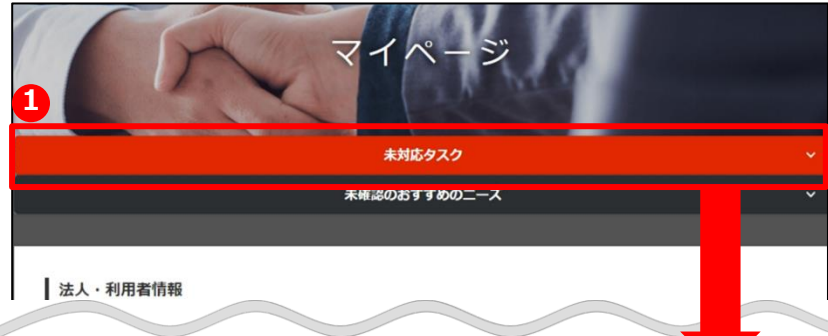 マイページ
1
未対応タスク
未確認のおすすめのニーズ
法人・利用者情報